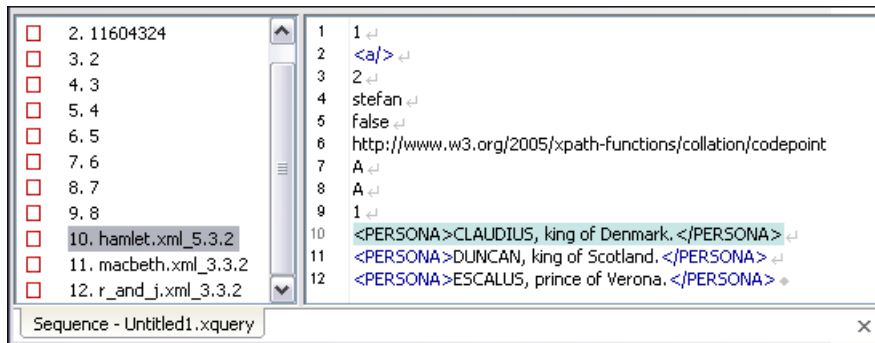 2. 11604324
3. 2
4. 3
5. 4
6. 5
7. 6
8. 7
9. 8
10. hamlet.xml_5.3.2
11. macbeth.xml_3.3.2
12. r_and_j.xml_3.3.2
1 1
2 <a/>
3 2
4 stefan
5 false
6 http://www.w3.org/2005/xpath-functions/collation/codepoint
7 A
8 A
9 1
10 <PERSONA>CLAUDIUS, king of Denmark. </PERSONA>
11 <PERSONA>DUNCAN, king of Scotland. </PERSONA>
12 <PERSONA>ESCALUS, prince of Verona. </PERSONA>
Sequence - Untitled1.xquery